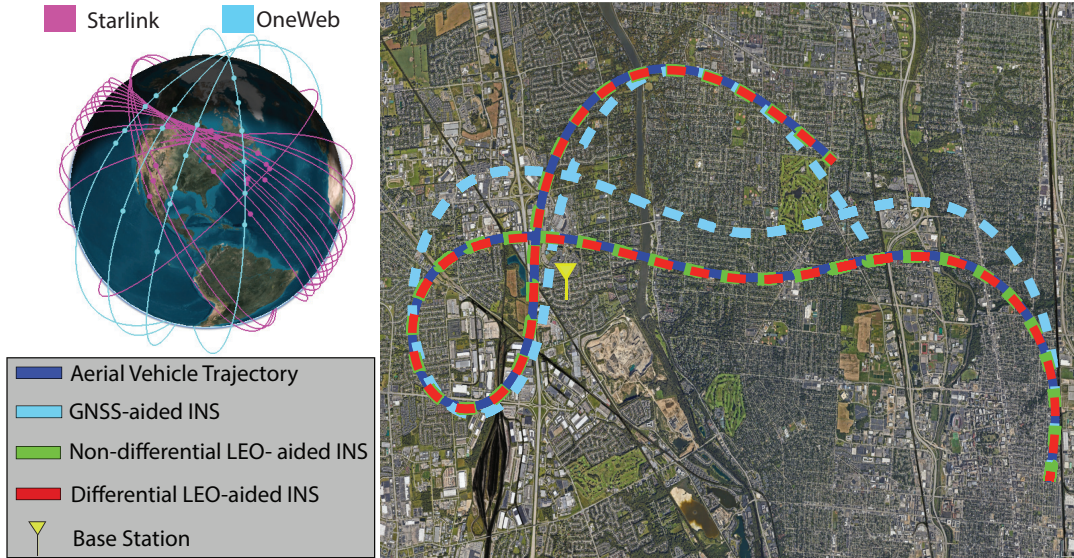 Starlink
OneWeb
Aerial Vehicle Trajectory
GNSS-aided INS
Non-differential LEO- aided INS
Differential LEO-aided INS
Base Station